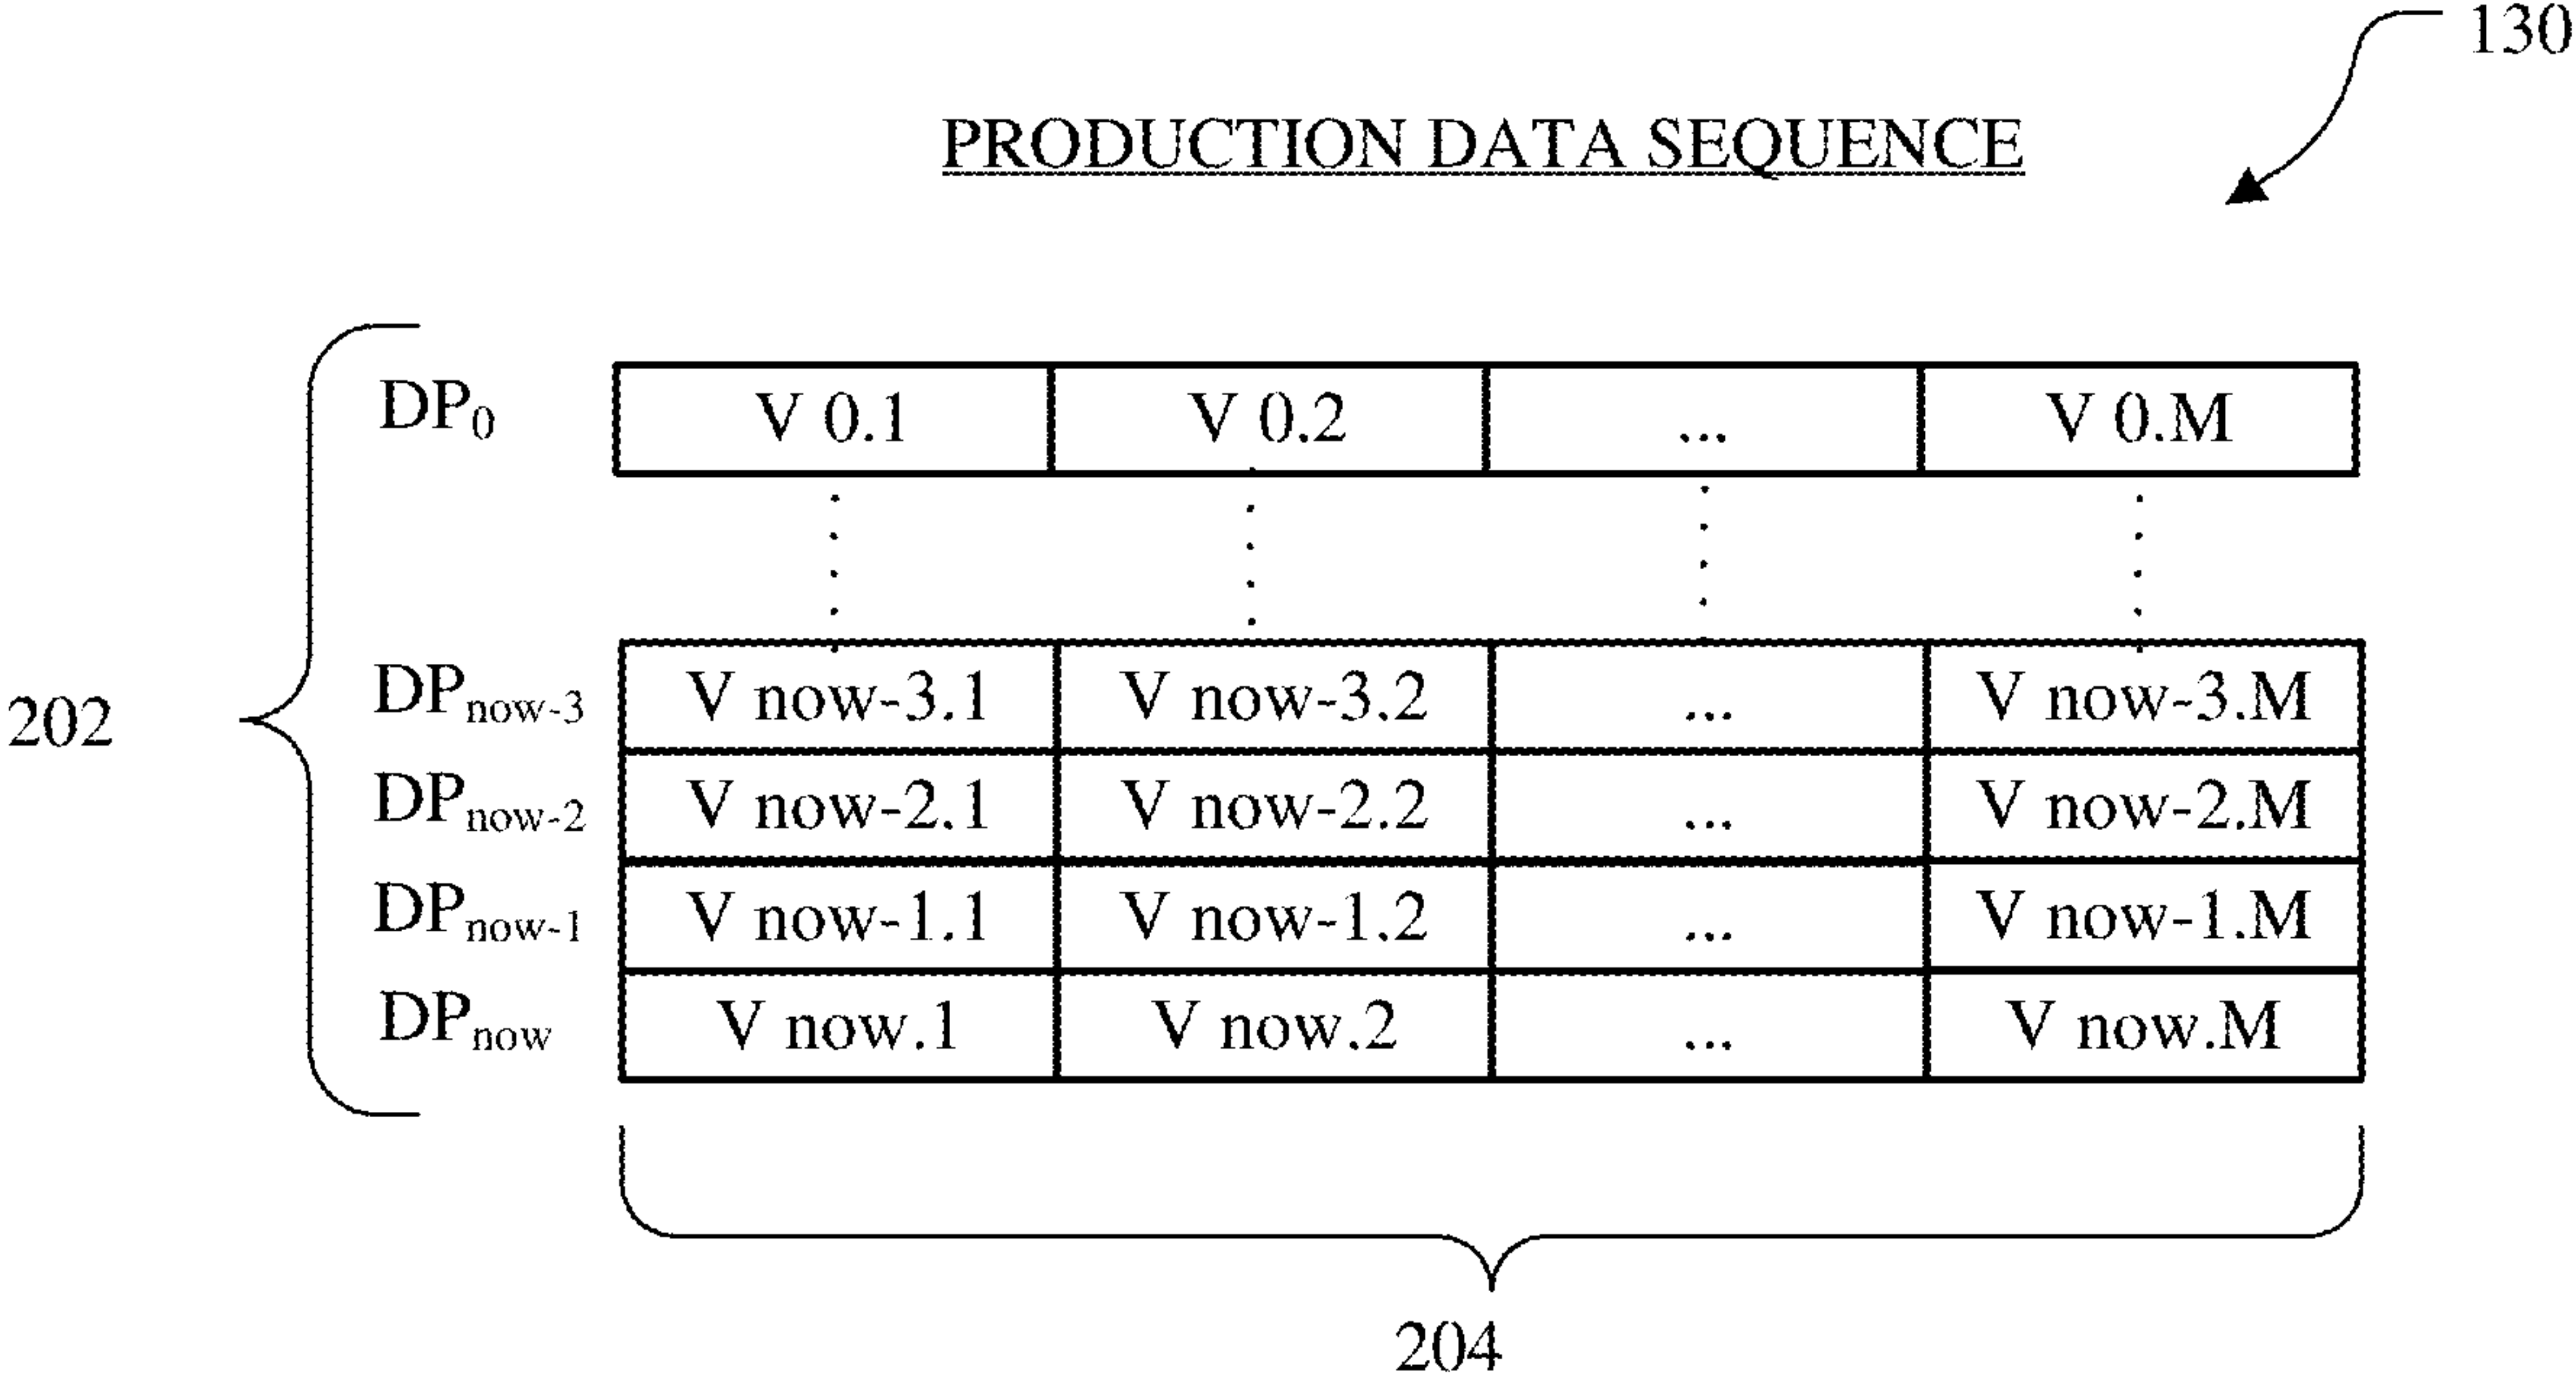 130
PRODUCTION DATA SEQUENCE
DP0 V 0.1 V 0.2 ... V 0.M
202
DPnow-3 V now-3.1 V now-3.2 ... V now-3.M
DPnow-2 V now-2.1 V now-2.2 ... V now-2.M
DPnow-1 V now-1.1 V now-1.2 ... V now-1.M
DPnow V now.1 V now.2 ... V now.M
204